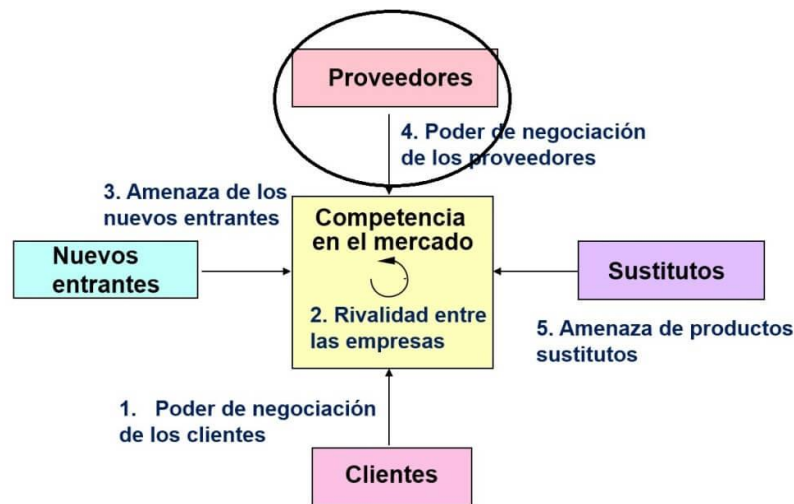 Proveedores
4. Poder de negociación
de los proveedores
3. Amenaza de los
nuevos entrantes
Competencia
en el mercado
Nuevos
entrantes
Sustitutos
2. Rivalidad entre
las empresas
5. Amenaza de productos
sustitutos
1. Poder de negociación
de los clientes
Clientes